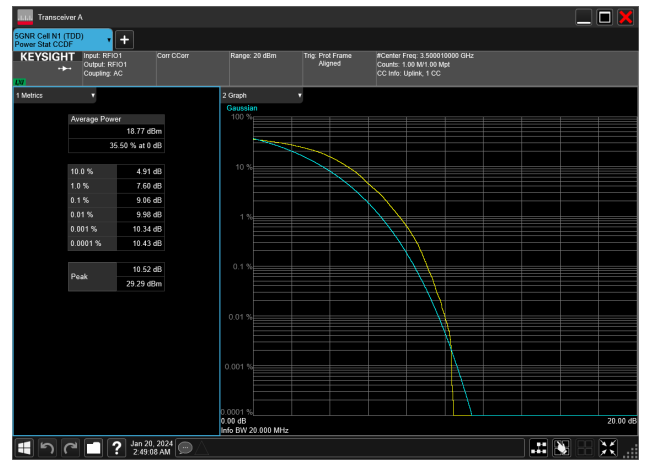 Transceiver A
5GNR Cell N1 (TDD)
Power Stat CCDF
KEYSIGHT
Input: RFIO1
Output: RFIO1
Coupling: AC
Corr CCorr
Range: 20 dBm
Trig: Prot Frame
Aligned
#Center Freq: 3.500010000 GHz
Counts: 1.00 M/1.00 Mpt
CC Info: Uplink, 1 CC
LXI
1 Metrics
Average Power
18.77 dBm
35.50 % at 0 dB
10.0 % 4.91 dB
1.0 % 7.60 dB
0.1 % 9.06 dB
0.01 % 9.98 dB
0.001 % 10.34 dB
0.0001 % 10.43 dB
Peak
10.52 dB
29.29 dBm
2 Graph
Gaussian
100 %
10 %
1 %
0.1 %
0.01 %
0.001 %
0.0001 %
0.00 dB
20.00 dB
Info BW 20.000 MHz
Jan 20, 2024
2:49:08 AM